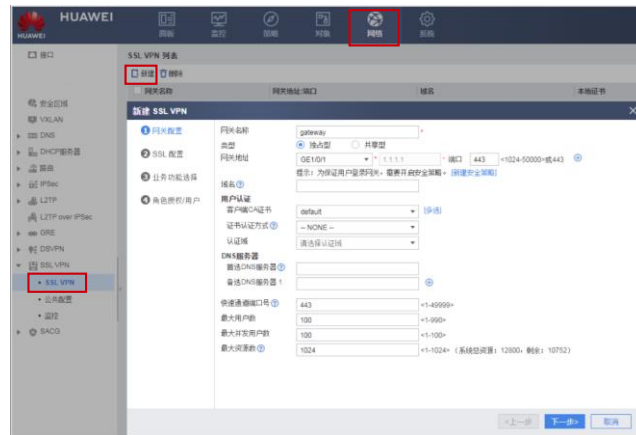 HUAWEI
HUAWEI
面板
监控
策略
对象
网络
系统
接口
安全区域
VXLAN
DNS
DHCP服务器
路由
IPSec
L2TP
L2TP over IPSec
GRE
DSVPN
SSL VPN
SSL VPN
公共配置
监控
SACG
SSL VPN 列表
新建 删除
网关名称 网关地址:端口 域名 本地证书
新建 SSL VPN
1 网关配置
2 SSL 配置
3 业务功能选择
4 角色授权/用户
网关名称 gateway *
类型 独占型 共享型
网关地址 GE1/0/1 * 1.1.1.1 * 端口 443 <1024-50000>或443
提示:为保证用户登录网关,需要开启安全策略。[新建安全策略]
域名
用户认证
客户端CA证书 default [多选]
证书认证方式 -- NONE --
认证域 请选择认证域
DNS服务器
首选DNS服务器
备选DNS服务器 1
快速通道端口号 443 <1-49999>
最大用户数 100 <1-990>
最大并发用户数 100 <1-100>
最大资源数 1024 <1-1024> (系统总资源:12800,剩余:10752)
<上一步 下一步> 取消